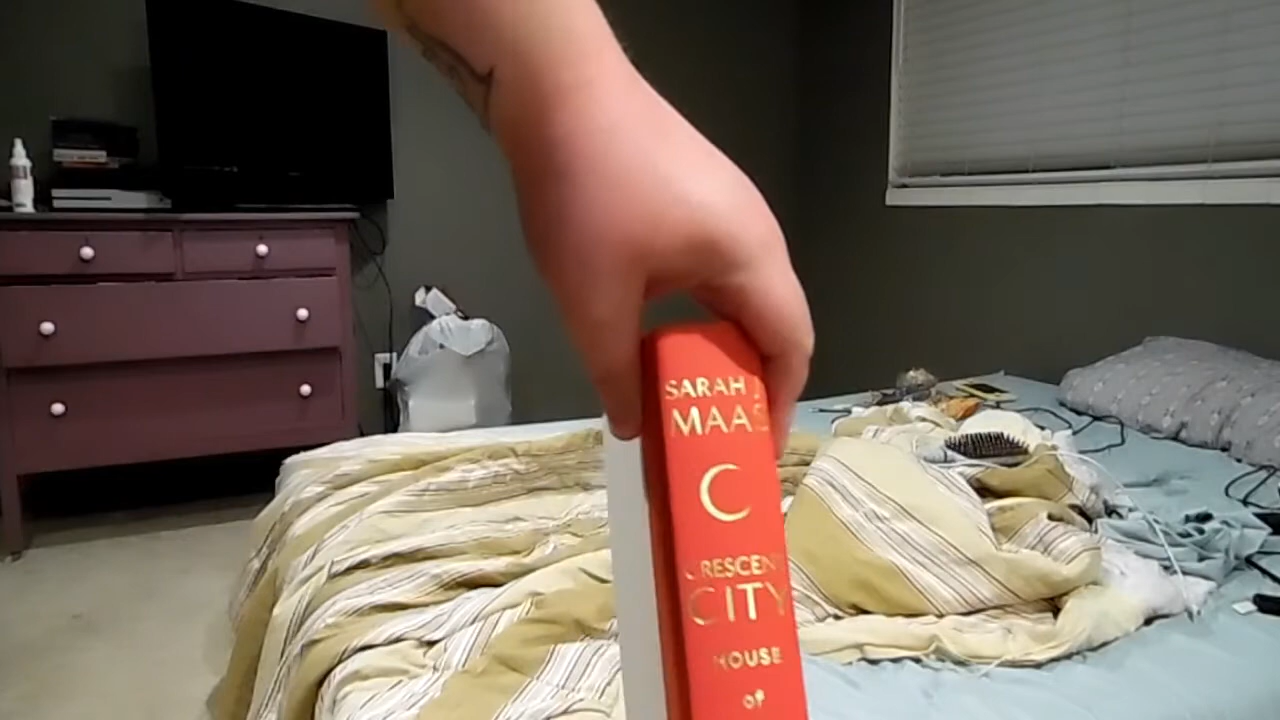 SARAH J.
MAAS
CRESCENT
CITY
HOUSE
of